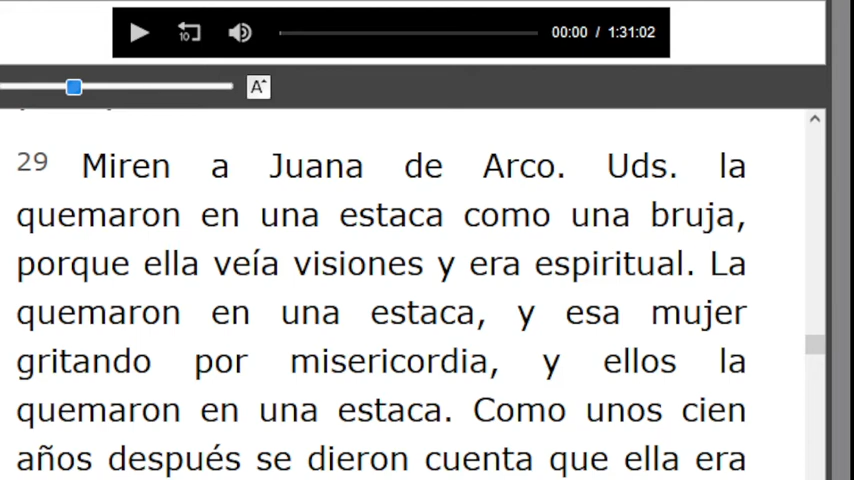 10
00:00 / 1:31:02
A^
29 Miren a Juana de Arco. Uds. la
quemaron en una estaca como una bruja,
porque ella veía visiones y era espiritual. La
quemaron en una estaca, y esa mujer
gritando por misericordia, y ellos la
quemaron en una estaca. Como unos cien
años después se dieron cuenta que ella era